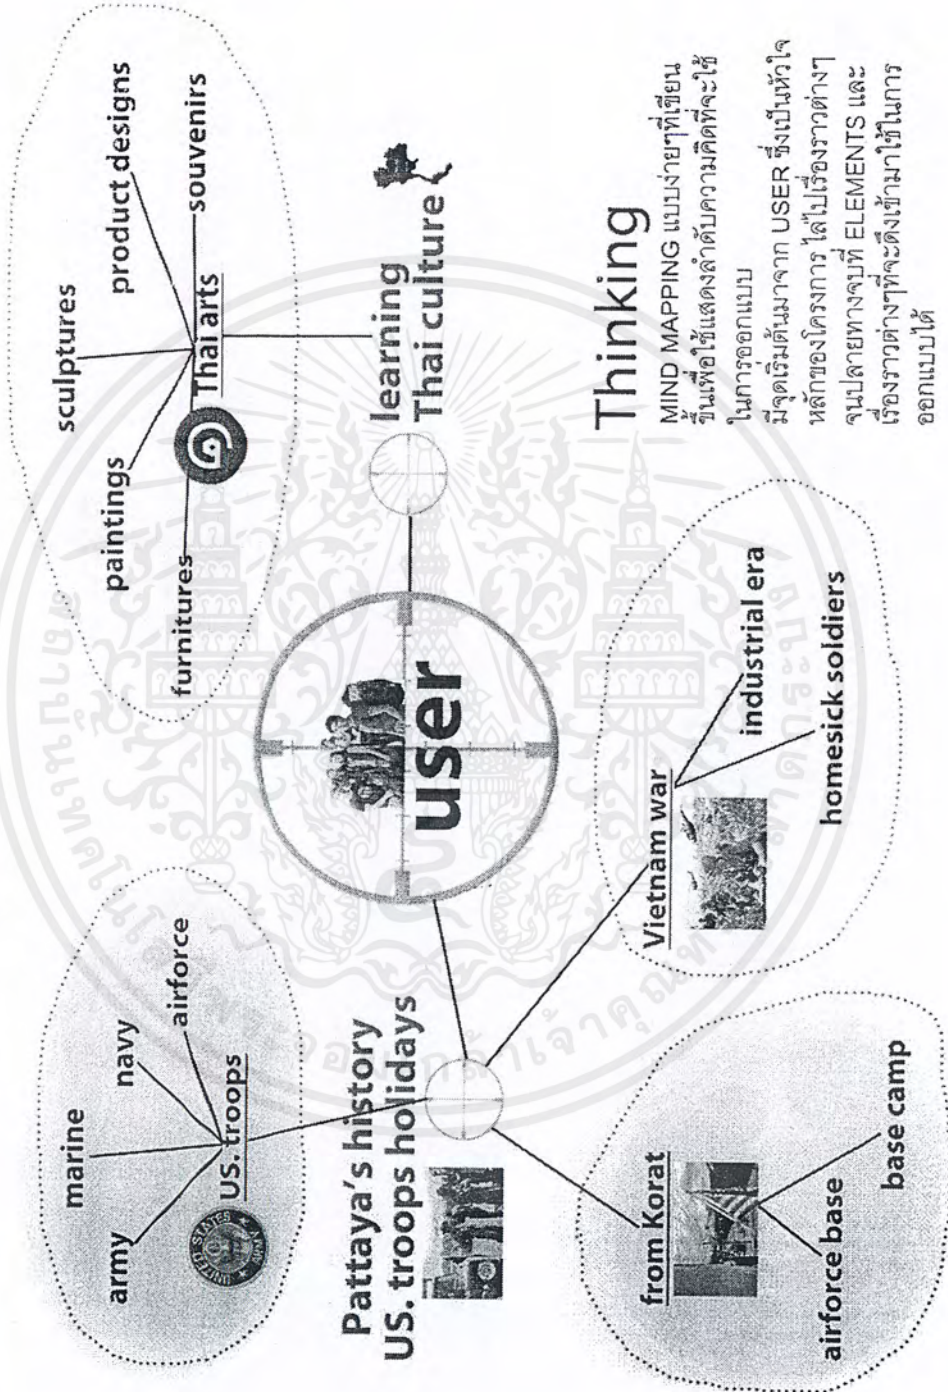 marine
army
navy
airforce
US. troops
Pattaya's history
US. troops holidays
from Korat
airforce base
base camp
user
Vietnam war
industrial era
homesick soldiers
sculptures
paintings
product designs
furnitures
Thai arts
souvenirs
learning
Thai culture
Thinking
MIND MAPPING แบบง่ายๆที่เขียน
ขึ้นเพื่อใช้แสดงลำดับความคิดที่จะใช้
ในการออกแบบ
มีจุดเริ่มต้นมาจาก USER ซึ่งเป็นหัวใจ
หลักของโครงการ ไล่ไปเรื่องราวต่างๆ
จนปลายทางจบที่ ELEMENTS และ
เรื่องราวต่างๆที่จะดึงเข้ามาใช้ในการ
ออกแบบได้